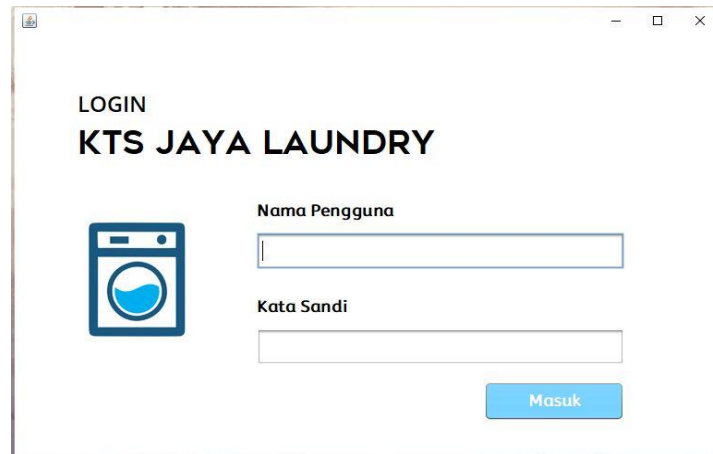 LOGIN
KTS JAYA LAUNDRY
Nama Pengguna
Kata Sandi
Masuk